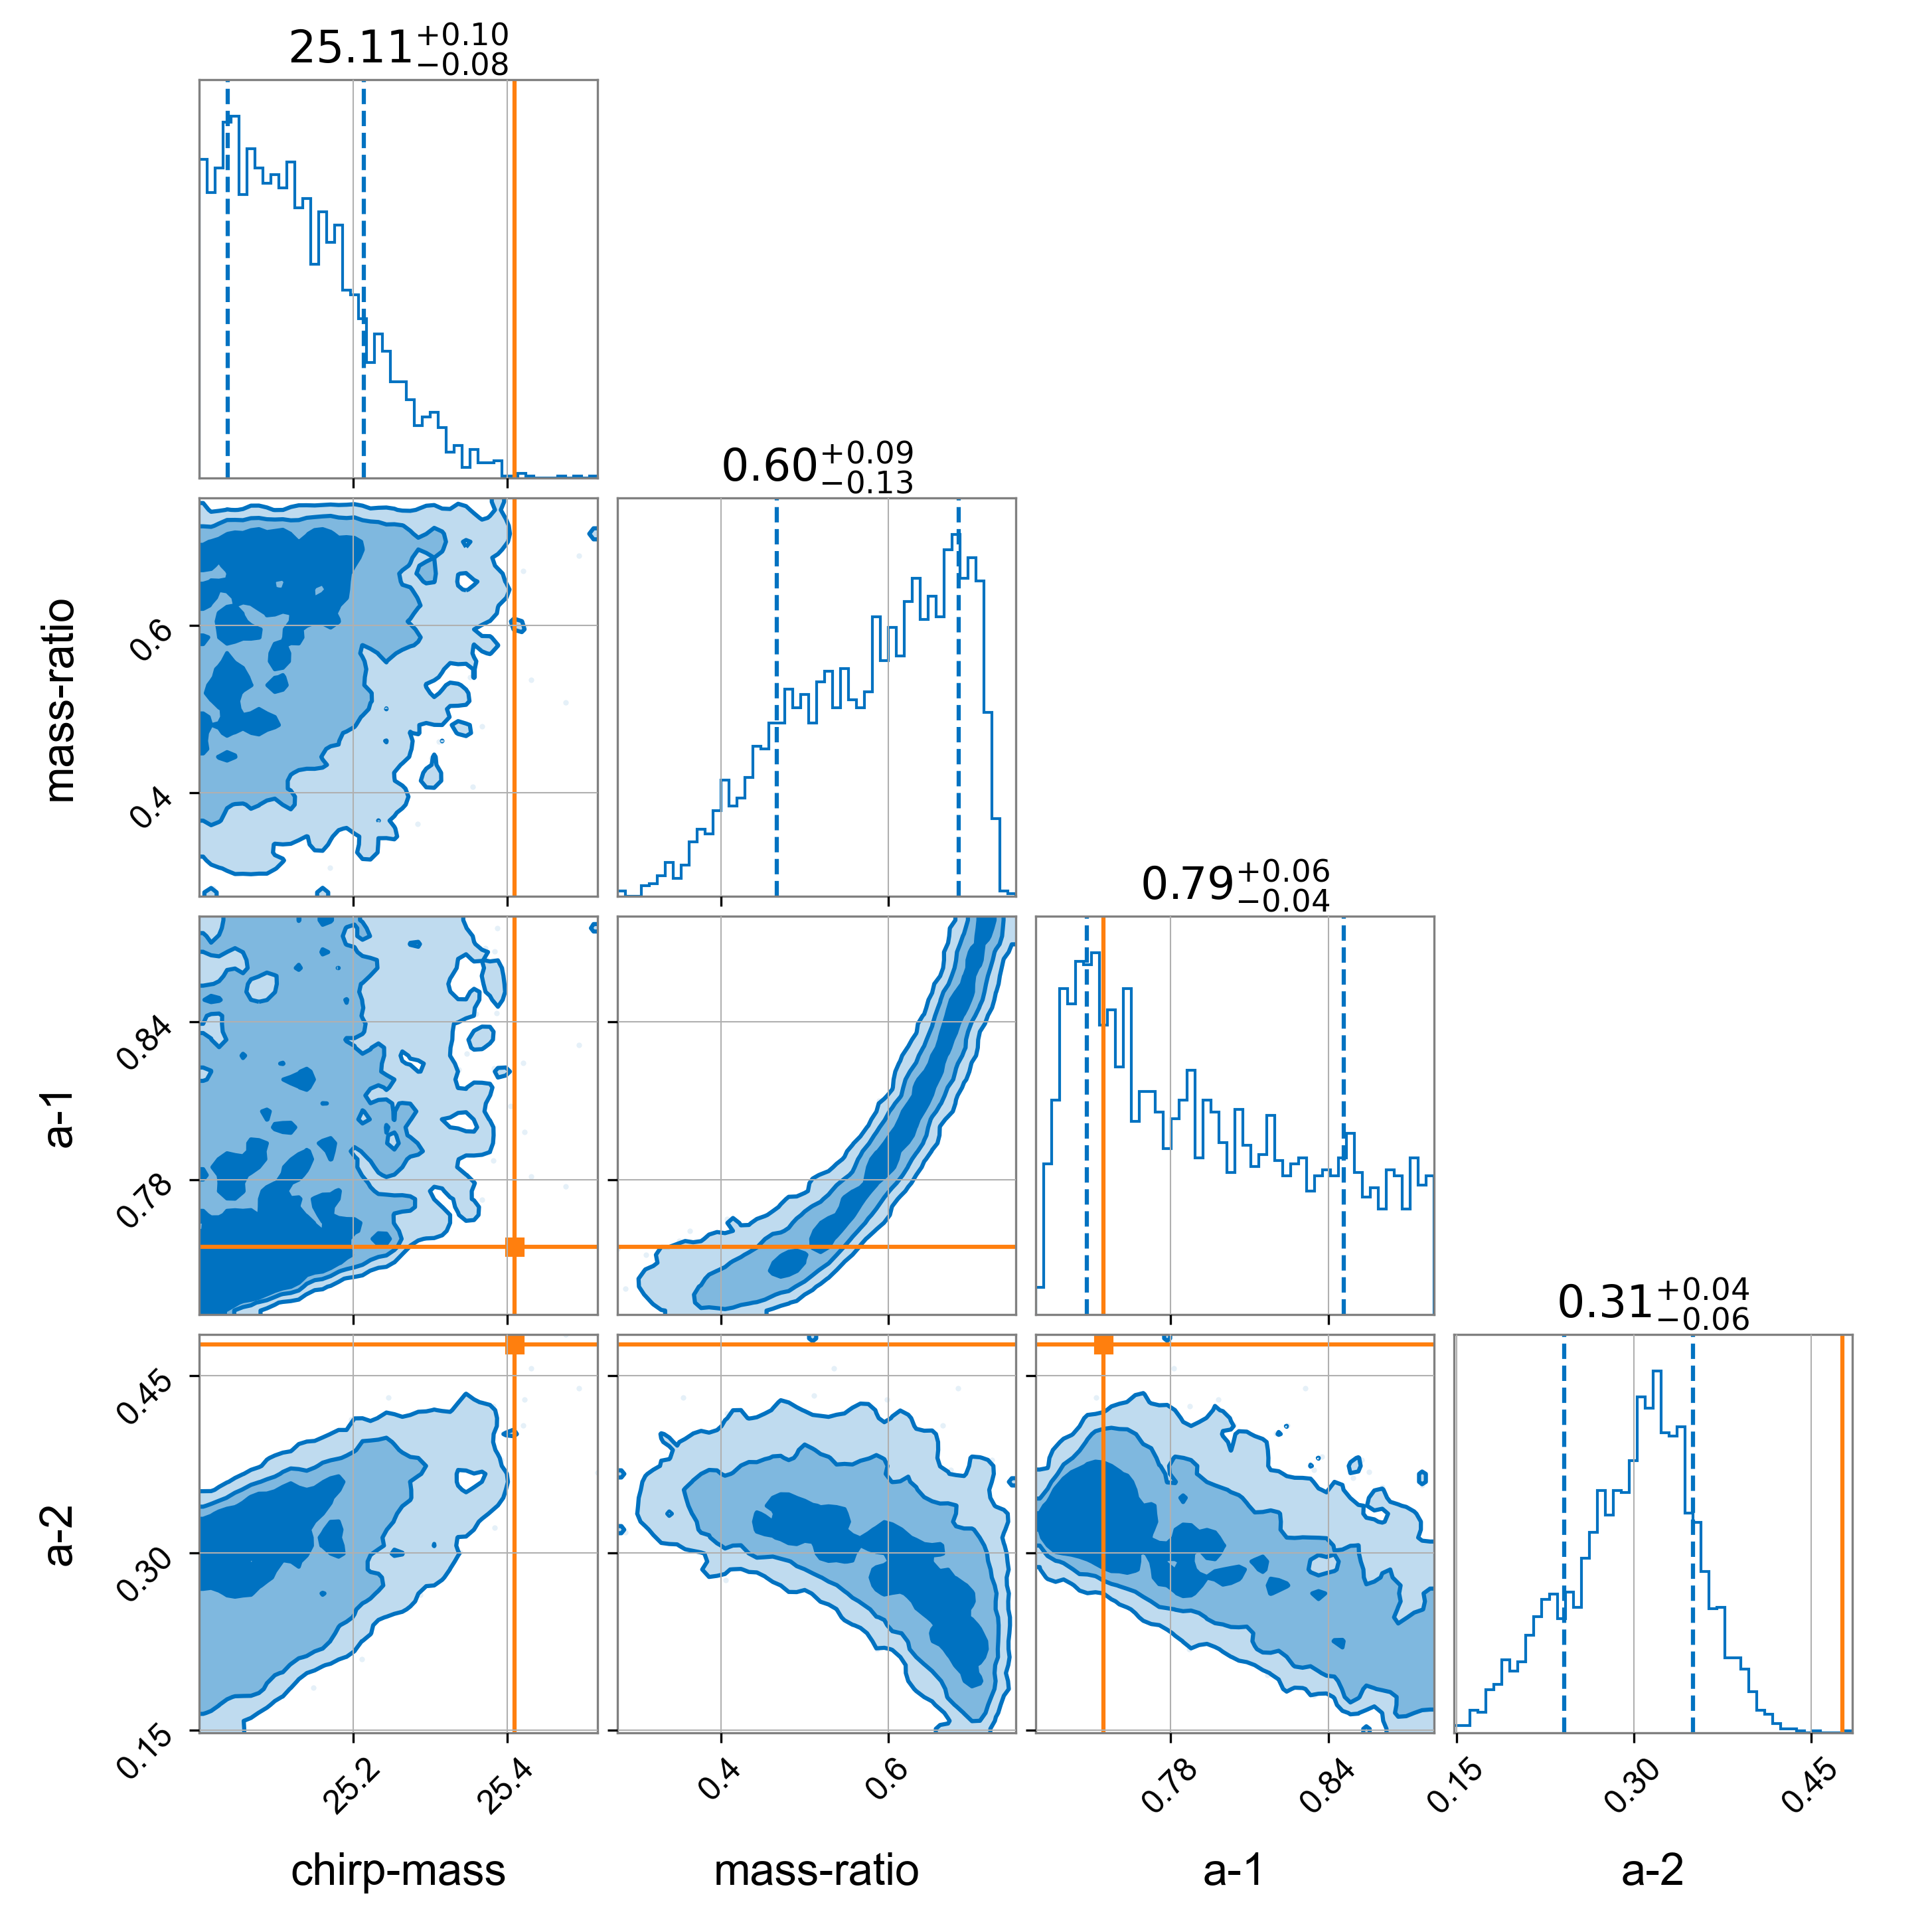 25.11 +0.10 −0.08
0.60 +0.09 −0.13
mass-ratio
0.6
0.4
0.79 +0.06 −0.04
a-1
0.84
0.78
0.31 +0.04 −0.06
a-2
0.45
0.30
0.15
25.2 25.4 0.4 0.6 0.78 0.84 0.15 0.30 0.45
chirp-mass mass-ratio a-1 a-2